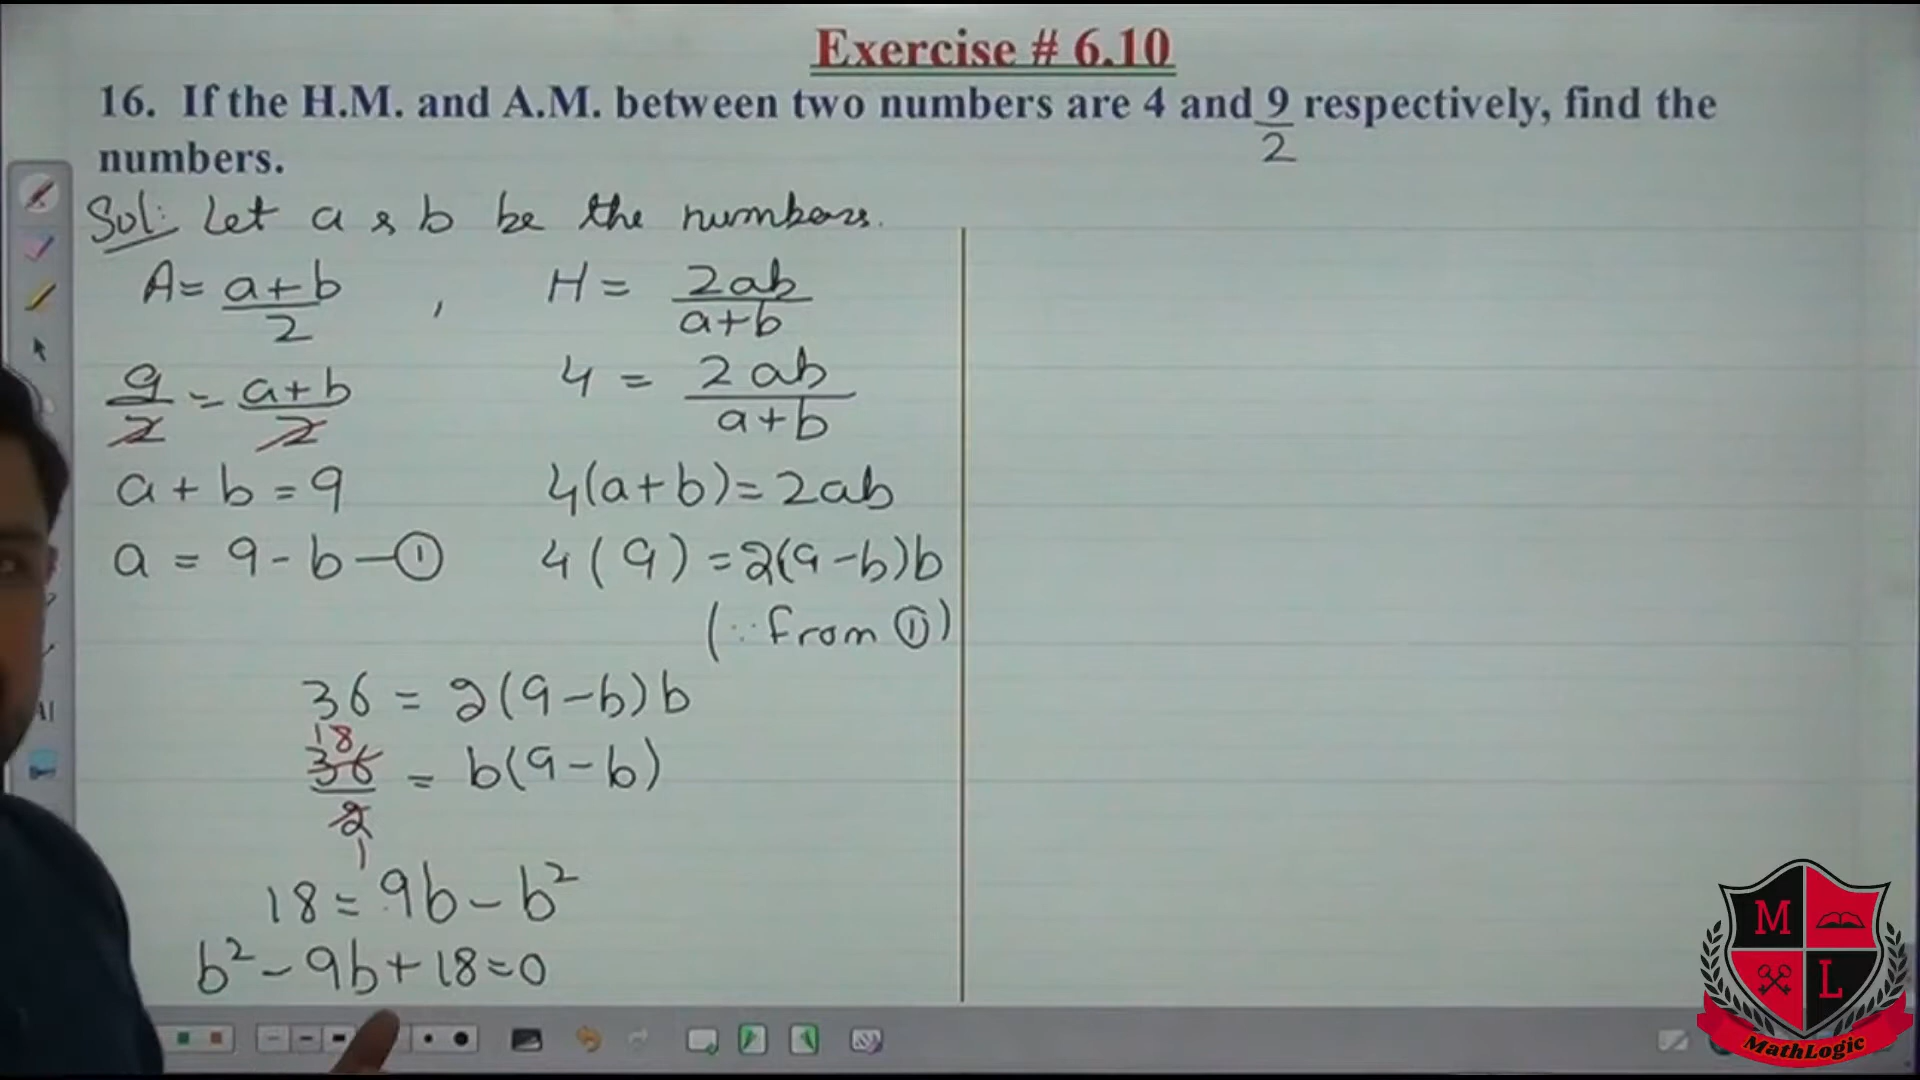 Exercise # 6.10
16. If the H.M. and A.M. between two numbers are 4 and 9/2 respectively, find the
numbers.
Sol: Let a & b be the numbers.
A = a+b/2 , H = 2ab/a+b
9/2 = a+b/2 4 = 2ab/a+b
a + b = 9 4(a+b) = 2ab
a = 9 - b — ① 4(9) = 2(9-b)b
(∵ from ①)
36 = 2(9-b)b
18
36/2 = b(9-b)
1
18 = 9b - b²
b² - 9b + 18 = 0
M
L
MathLogic